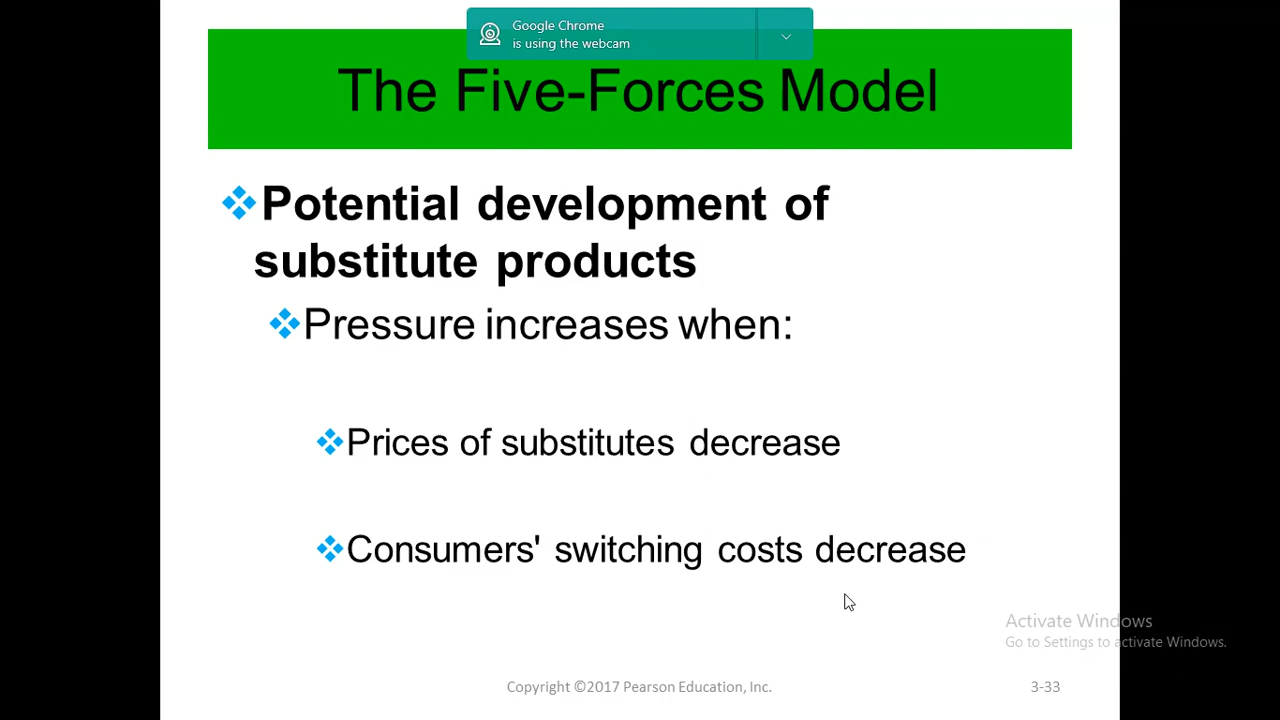 Google Chrome
is using the webcam
The Five-Forces Model
Potential development of
substitute products
Pressure increases when:
Prices of substitutes decrease
Consumers' switching costs decrease
Activate Windows
Go to Settings to activate Windows.
Copyright ©2017 Pearson Education, Inc.
3-33